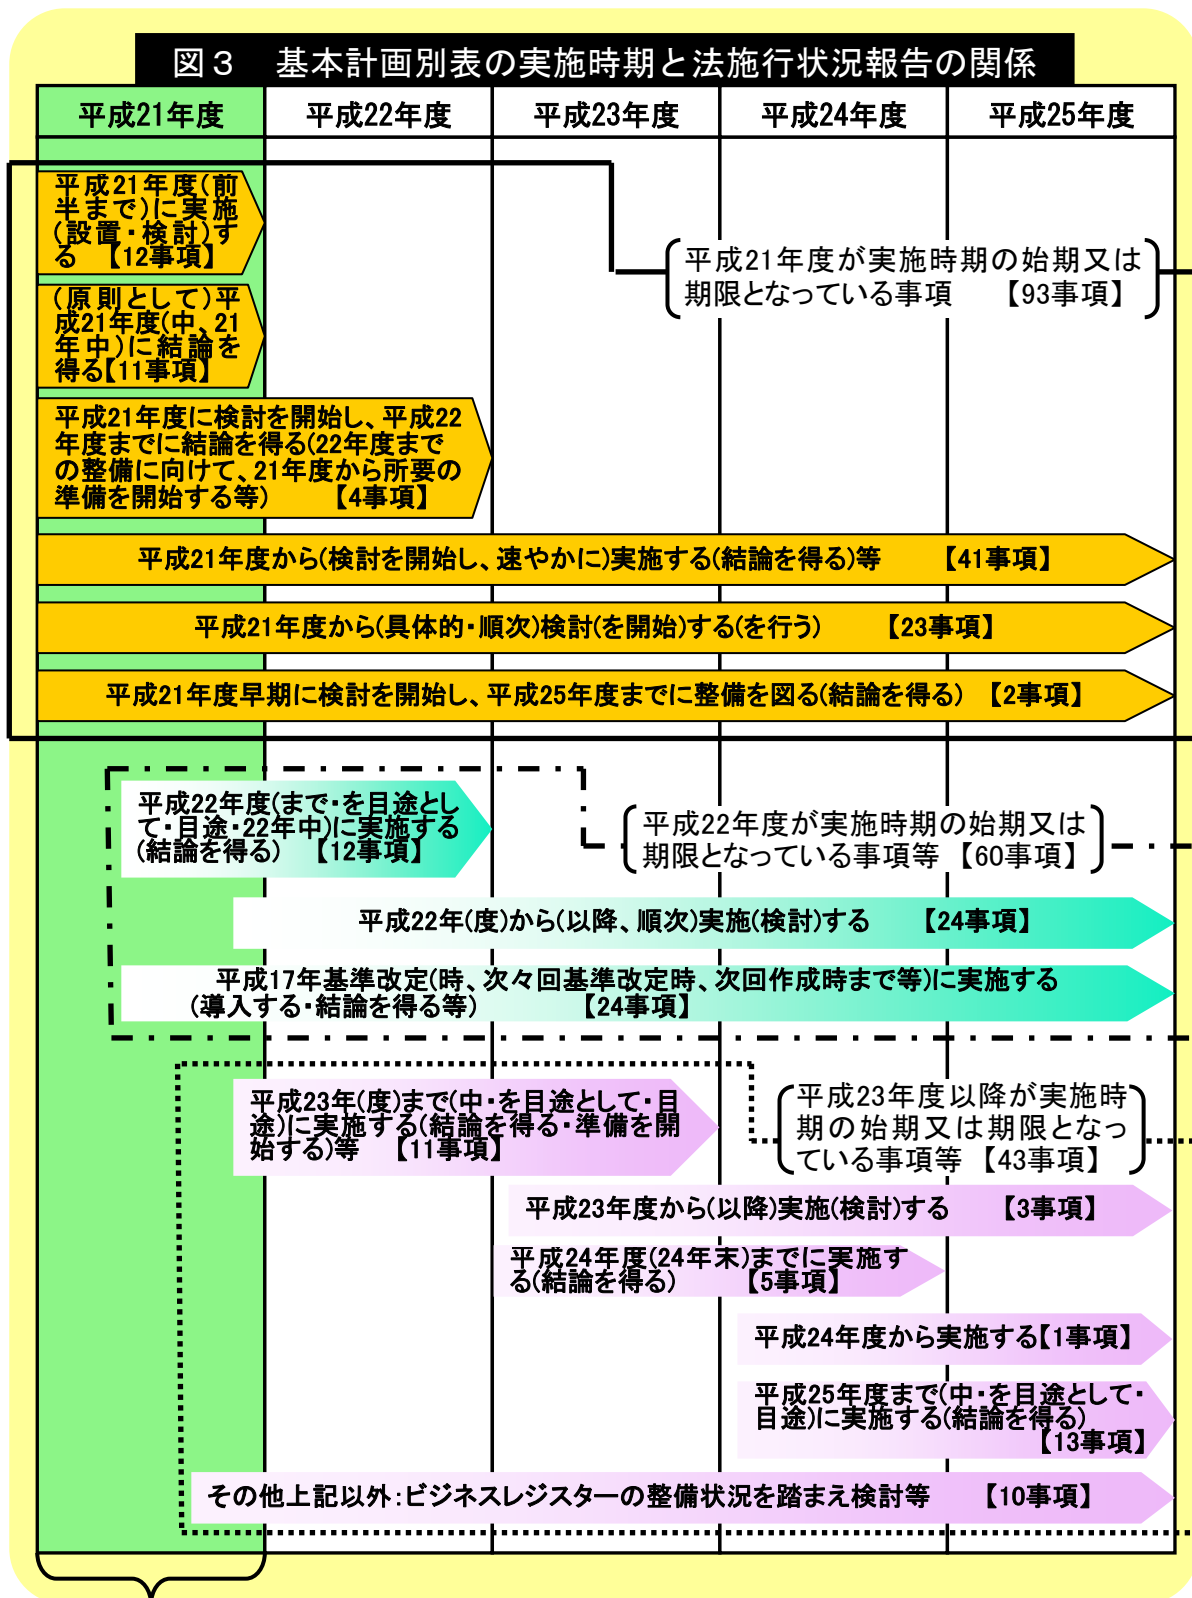 図３　基本計画別表の実施時期と法施行状況報告の関係
平成21年度
平成22年度
平成23年度
平成24年度
平成25年度
平成21年度(前
半まで)に実施
(設置・検討)す
る　【12事項】
平成21年度が実施時期の始期又は
期限となっている事項　　【93事項】
(原則として)平
成21年度(中、21
年中)に結論を
得る【11事項】
平成21年度に検討を開始し、平成22
年度までに結論を得る(22年度まで
の整備に向けて、21年度から所要の
準備を開始する等)　　　【4事項】
平成21年度から(検討を開始し、速やかに)実施する(結論を得る)等　　　【41事項】
平成21年度から(具体的・順次)検討(を開始)する(を行う)　　　【23事項】
平成21年度早期に検討を開始し、平成25年度までに整備を図る(結論を得る)　【2事項】
平成22年度(まで・を目途とし
て・目途・22年中)に実施する
(結論を得る)　【12事項】
平成22年度が実施時期の始期又は
期限となっている事項等 【60事項】
平成22年(度)から(以降、順次)実施(検討)する　　【24事項】
平成17年基準改定(時、次々回基準改定時、次回作成時まで等)に実施する
(導入する・結論を得る等)　　　　【24事項】
平成23年(度)まで(中・を目途として・目
途)に実施する(結論を得る・準備を開
始する)等　【11事項】
平成23年度以降が実施時
期の始期又は期限となっ
ている事項等 【43事項】
平成23年度から(以降)実施(検討)する　　【3事項】
平成24年度(24年末)までに実施す
る(結論を得る)　　　【5事項】
平成24年度から実施する【1事項】
平成25年度まで(中・を目途として・
目途)に実施する(結論を得る)
【13事項】
その他上記以外：ビジネスレジスターの整備状況を踏まえ検討等　　【10事項】